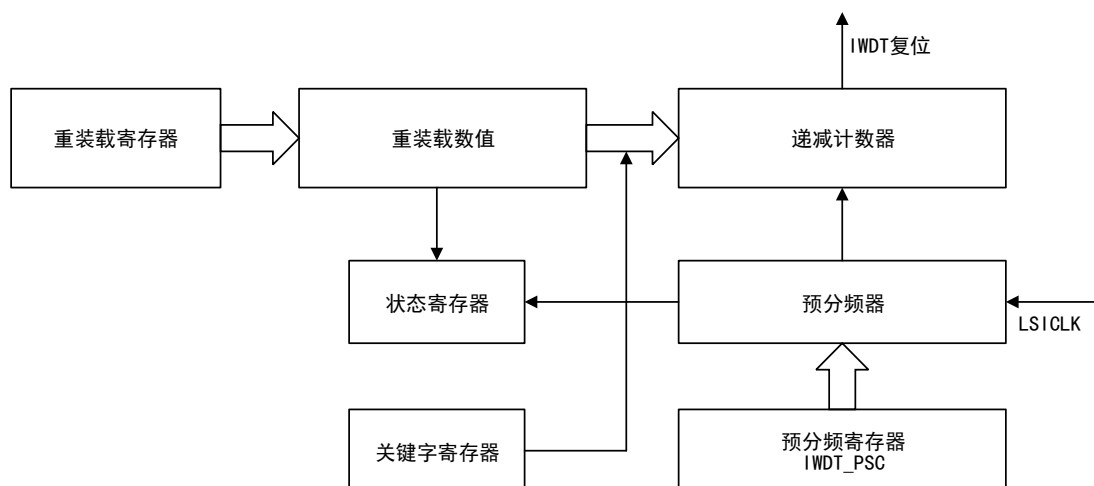 IWDT复位
重装载寄存器
重装载数值
递减计数器
状态寄存器
预分频器
LSICLK
关键字寄存器
预分频寄存器
IWDT_PSC